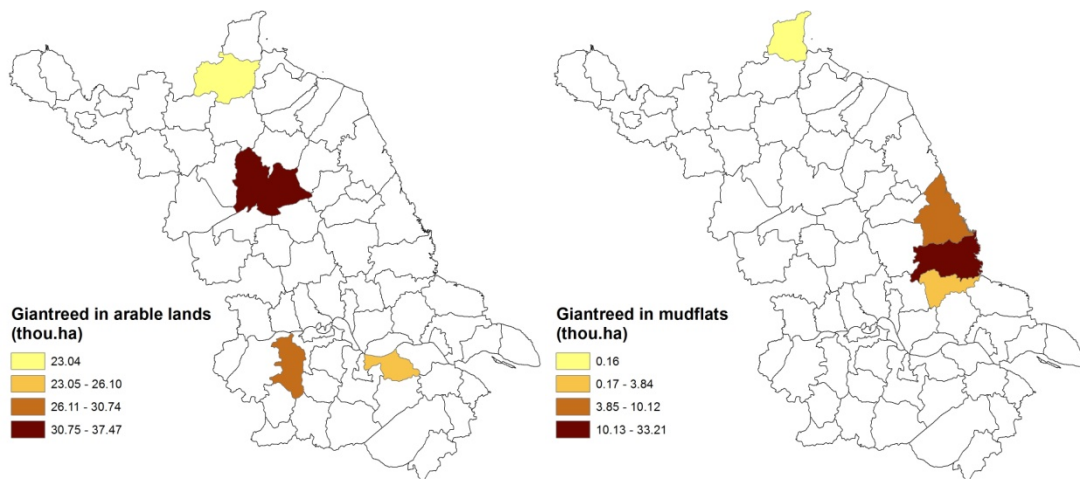 Giantreed in arable lands
(thou.ha)
23.04
23.05 - 26.10
26.11 - 30.74
30.75 - 37.47
Giantreed in mudflats
(thou.ha)
0.16
0.17 - 3.84
3.85 - 10.12
10.13 - 33.21